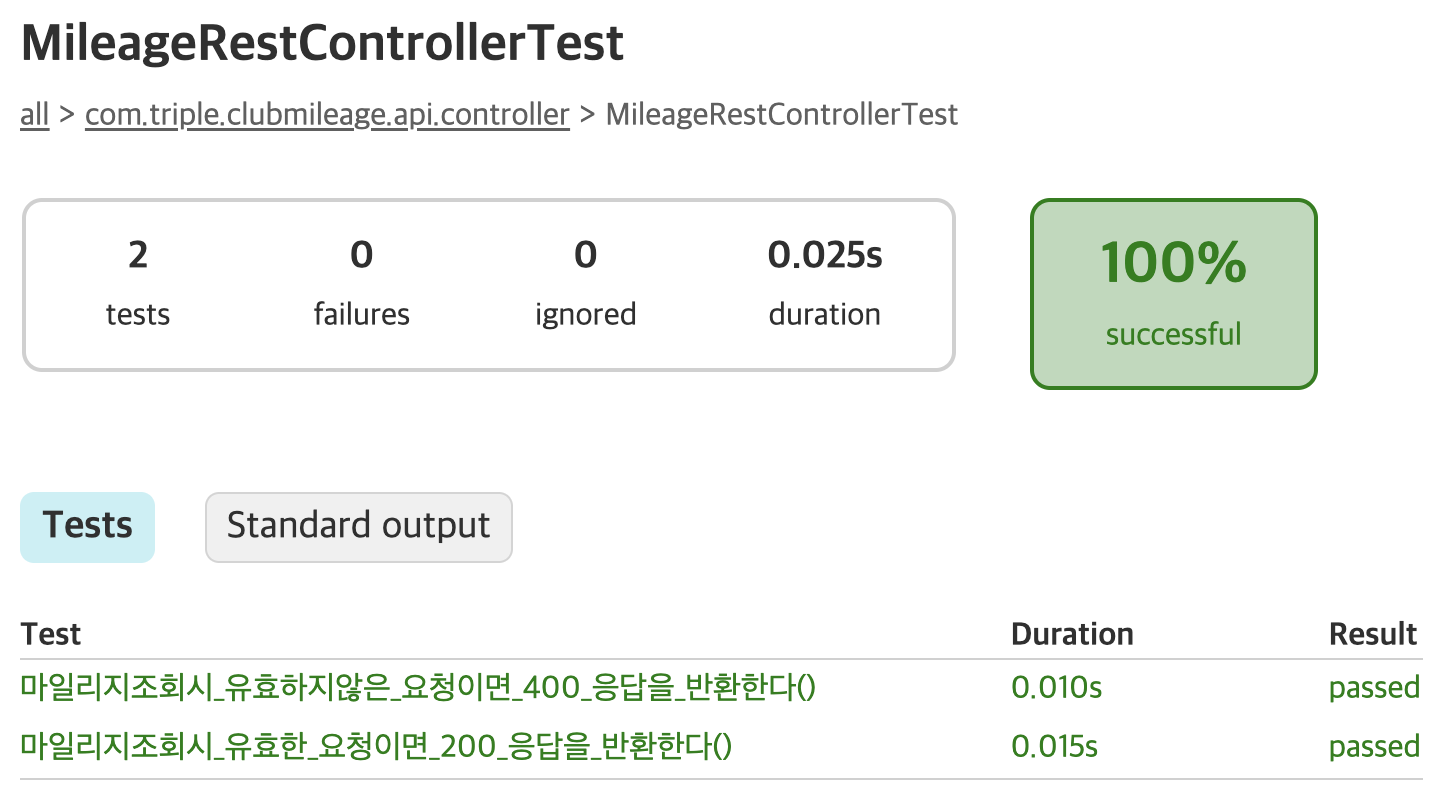 MileageRestControllerTest
all > com.triple.clubmileage.api.controller > MileageRestControllerTest
2 0 0 0.025s
tests failures ignored duration
100%
successful
Tests Standard output
Test Duration Result
마일리지조회시_유효하지않은_요청이면_400_응답을_반환한다() 0.010s passed
마일리지조회시_유효한_요청이면_200_응답을_반환한다() 0.015s passed